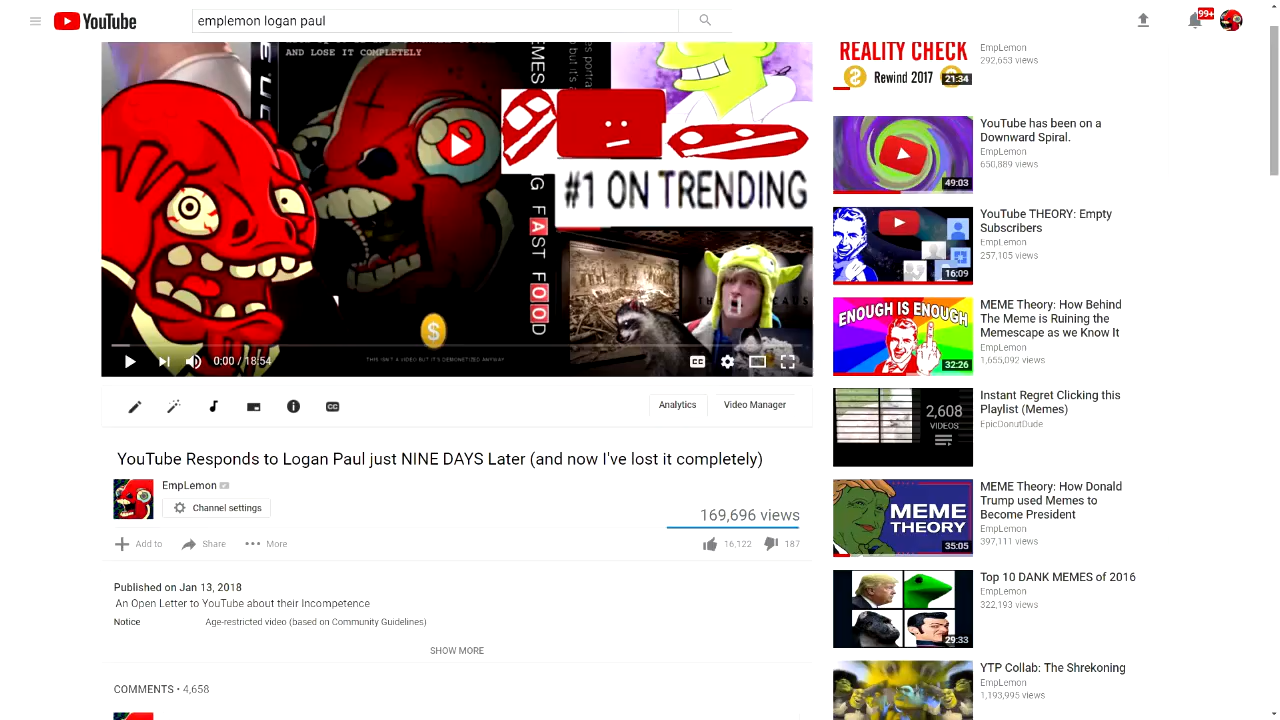 YouTube
emplemon logan paul
99+
AND LOSE IT COMPLETELY
#1 ON TRENDING
FAST FOOD
THIS ISN'T A VIDEO BUT IT'S DEMONETIZED ANYWAY
0:00 / 18:54
CC
Analytics
Video Manager
YouTube Responds to Logan Paul just NINE DAYS Later (and now I've lost it completely)
EmpLemon
Channel settings
169,696 views
Add to
Share
More
16,122
187
Published on Jan 13, 2018
An Open Letter to YouTube about their Incompetence
Notice
Age-restricted video (based on Community Guidelines)
SHOW MORE
COMMENTS • 4,658
REALITY CHECK
Rewind 2017
21:34
EmpLemon
292,653 views
49:03
YouTube has been on a
Downward Spiral.
EmpLemon
650,889 views
16:09
YouTube THEORY: Empty
Subscribers
EmpLemon
257,105 views
ENOUGH IS ENOUGH
32:26
MEME Theory: How Behind
The Meme is Ruining the
Memescape as we Know It
EmpLemon
1,655,092 views
2,608
VIDEOS
Instant Regret Clicking this
Playlist (Memes)
EpicDonutDude
MEME
THEORY
35:05
MEME Theory: How Donald
Trump used Memes to
Become President
EmpLemon
397,111 views
29:33
Top 10 DANK MEMES of 2016
EmpLemon
322,193 views
YTP Collab: The Shrekoning
EmpLemon
1,193,995 views